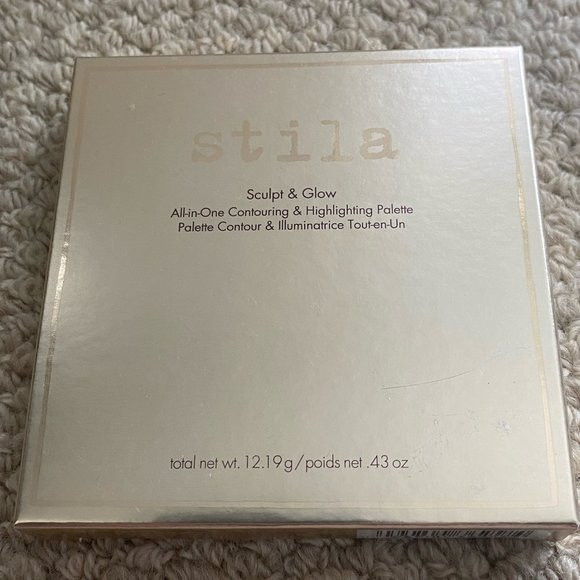 stila
Sculpt & Glow
All-in-One Contouring & Highlighting Palette
Palette Contour & Illuminatrice Tout-en-Un
total net wt. 12.19g/poids net .43 oz